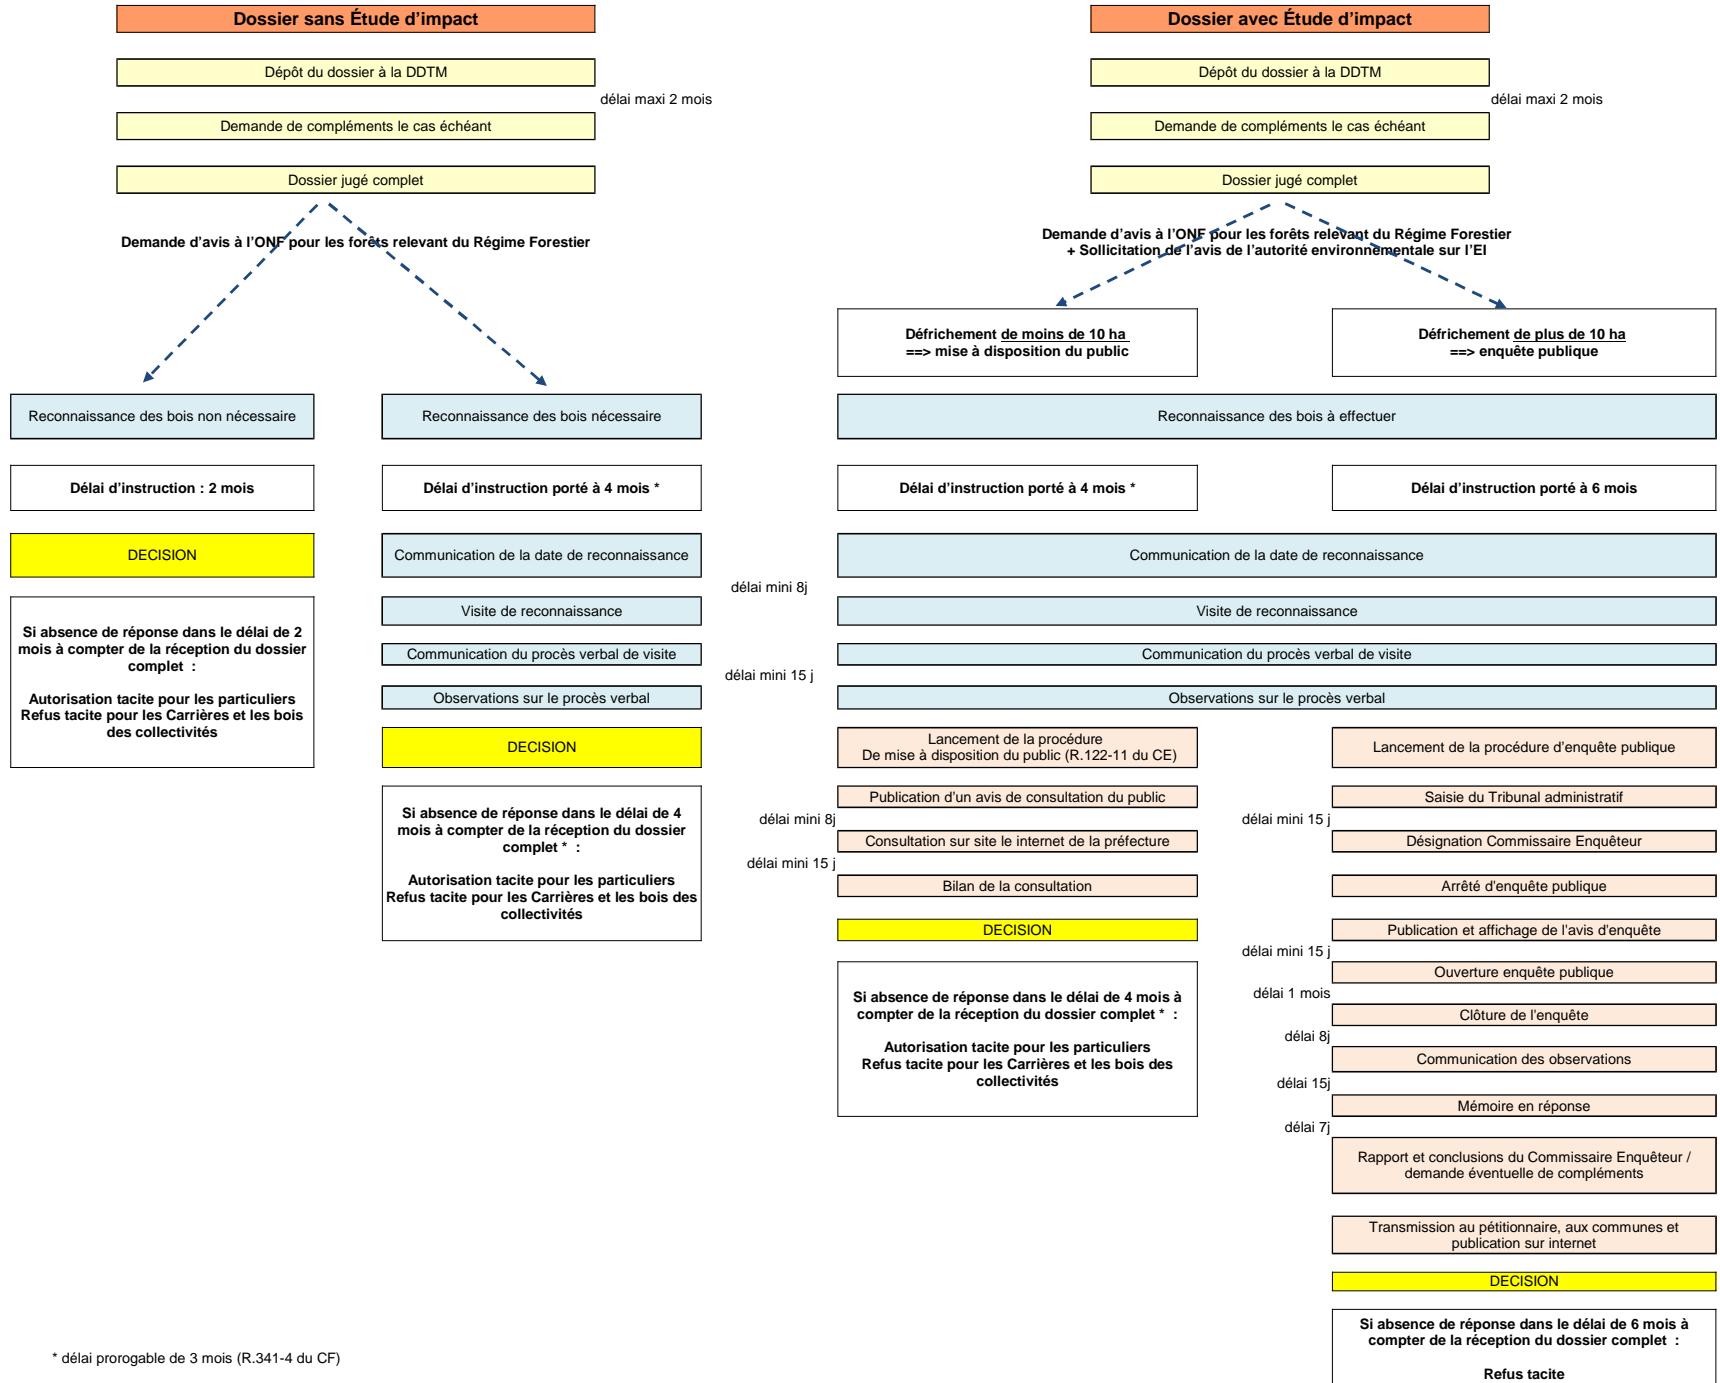 Dossier sans Étude d'impact
Dépôt du dossier à la DDTM
délai maxi 2 mois
Demande de compléments le cas échéant
Dossier jugé complet
Demande d'avis à l'ONF pour les forêts relevant du Régime Forestier
Reconnaissance des bois non nécessaire
Délai d'instruction : 2 mois
DECISION
Si absence de réponse dans le délai de 2
mois à compter de la réception du dossier
complet :
Autorisation tacite pour les particuliers
Refus tacite pour les Carrières et les bois
des collectivités
Reconnaissance des bois nécessaire
Délai d'instruction porté à 4 mois *
Communication de la date de reconnaissance
délai mini 8j
Visite de reconnaissance
Communication du procès verbal de visite
délai mini 15 j
Observations sur le procès verbal
DECISION
Si absence de réponse dans le délai de 4
mois à compter de la réception du dossier
complet * :
Autorisation tacite pour les particuliers
Refus tacite pour les Carrières et les bois des
collectivités
Dossier avec Étude d'impact
Dépôt du dossier à la DDTM
délai maxi 2 mois
Demande de compléments le cas échéant
Dossier jugé complet
Demande d'avis à l'ONF pour les forêts relevant du Régime Forestier
+ Sollicitation de l'avis de l'autorité environnementale sur l'EI
Défrichement de moins de 10 ha
==> mise à disposition du public
Défrichement de plus de 10 ha
==> enquête publique
Reconnaissance des bois à effectuer
Délai d'instruction porté à 4 mois *
Délai d'instruction porté à 6 mois
Communication de la date de reconnaissance
Visite de reconnaissance
Communication du procès verbal de visite
Observations sur le procès verbal
Lancement de la procédure
De mise à disposition du public (R.122-11 du CE)
Publication d'un avis de consultation du public
délai mini 8j
Consultation sur site le internet de la préfecture
délai mini 15 j
Bilan de la consultation
DECISION
Si absence de réponse dans le délai de 4 mois à
compter de la réception du dossier complet * :
Autorisation tacite pour les particuliers
Refus tacite pour les Carrières et les bois des
collectivités
Lancement de la procédure d'enquête publique
Saisie du Tribunal administratif
délai mini 15 j
Désignation Commissaire Enquêteur
Arrêté d'enquête publique
Publication et affichage de l'avis d'enquête
délai mini 15 j
Ouverture enquête publique
délai 1 mois
Clôture de l'enquête
délai 8j
Communication des observations
délai 15j
Mémoire en réponse
délai 7j
Rapport et conclusions du Commissaire Enquêteur /
demande éventuelle de compléments
Transmission au pétitionnaire, aux communes et
publication sur internet
DECISION
Si absence de réponse dans le délai de 6 mois à
compter de la réception du dossier complet :
Refus tacite
* délai prorogable de 3 mois (R.341-4 du CF)